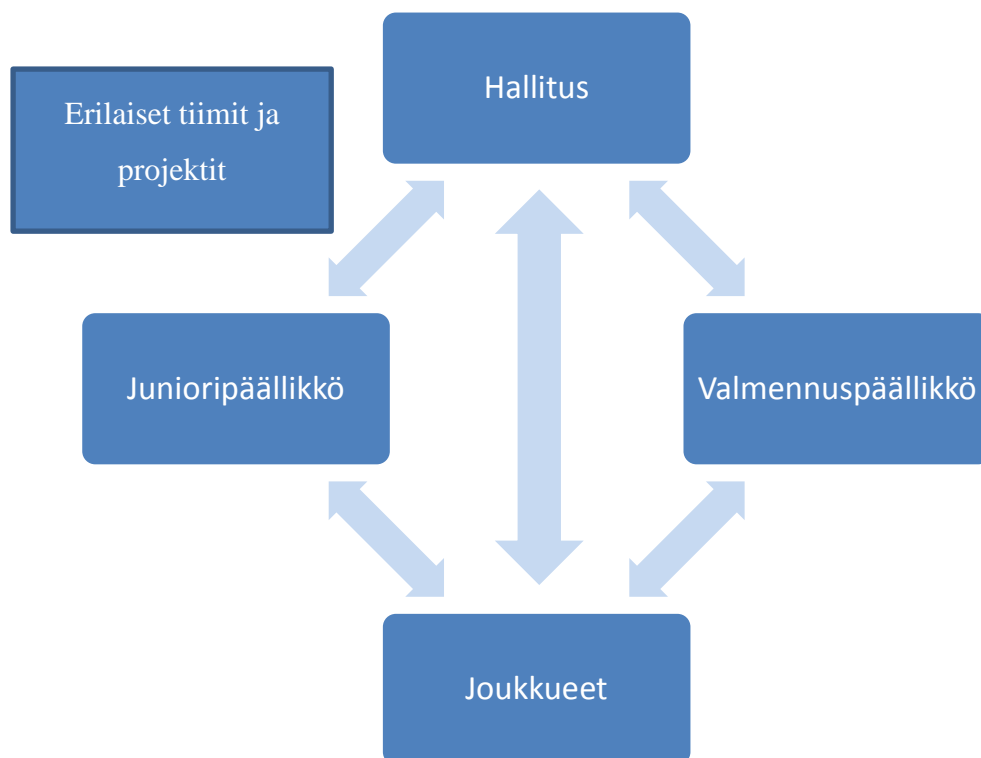 Hallitus
Erilaiset tiimit ja
projektit
Junioripäällikkö
Valmennuspäällikkö
Joukkueet